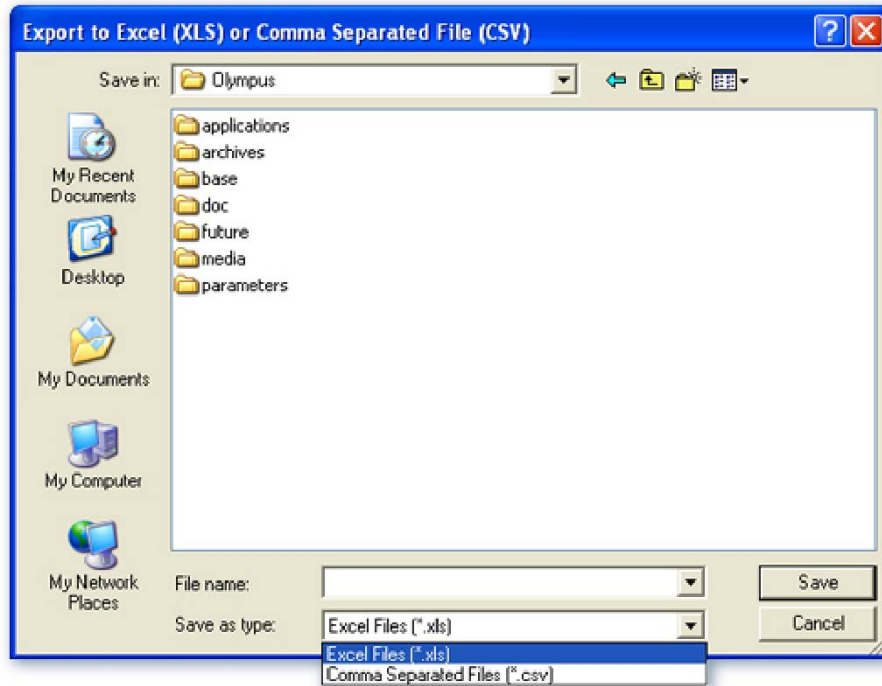 Export to Excel (XLS) or Comma Separated File (CSV)
?
Save in:
Olympus
My Recent
Documents
Desktop
My Documents
My Computer
My Network
Places
applications
archives
base
doc
future
media
parameters
File name:
Save
Save as type:
Excel Files (*.xls)
Cancel
Excel Files (*.xls)
Comma Separated Files (*.csv)